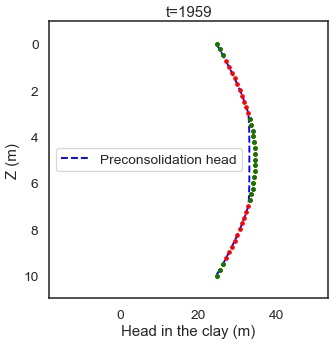 t=1959
0
2
4
6
8
10
Z (m)
Preconsolidation head
0
20
40
Head in the clay (m)